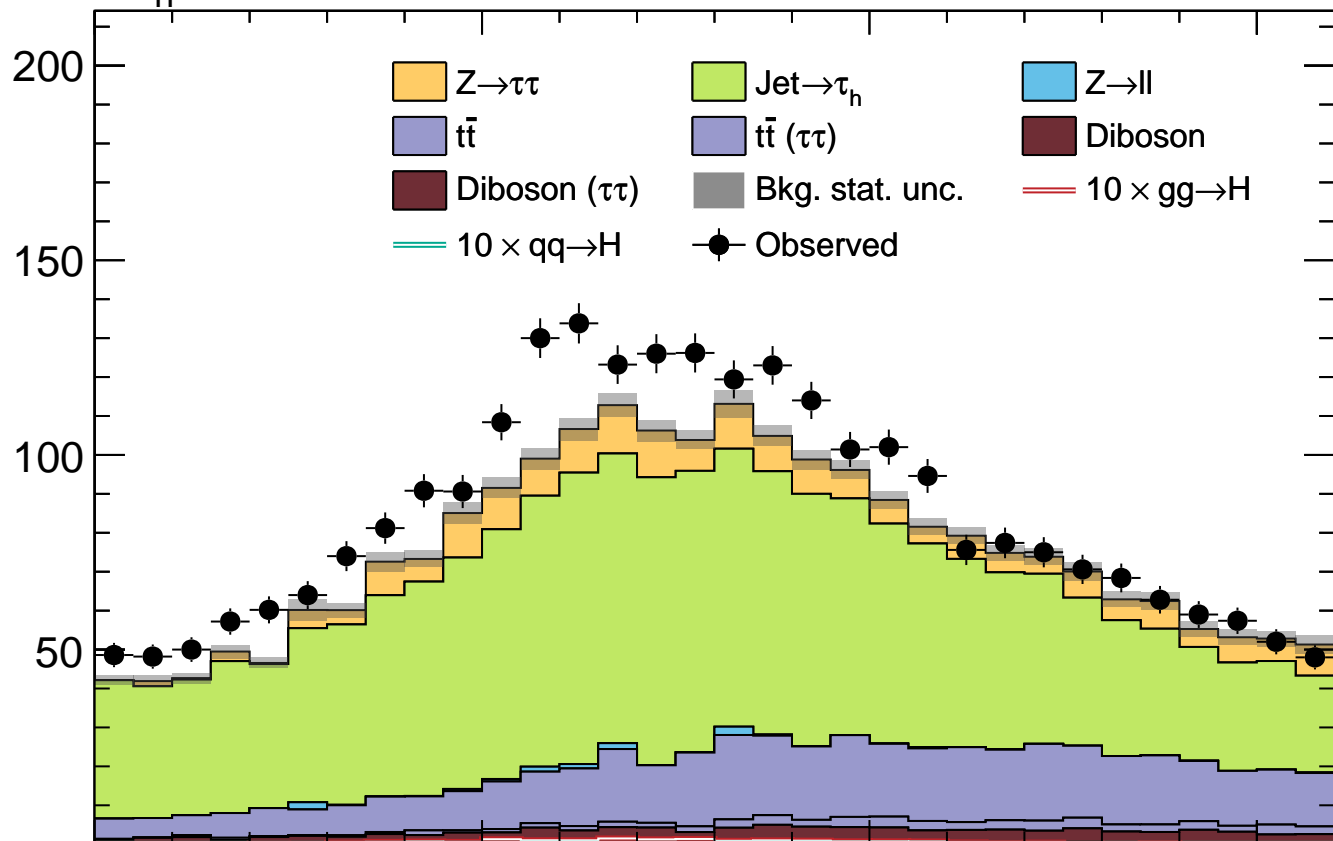 200
Z→ττ Jet→τh Z→ll
tt̄ tt̄ (ττ) Diboson
Diboson (ττ) Bkg. stat. unc. 10 × gg→H
150
10 × qq→H Observed
100
50